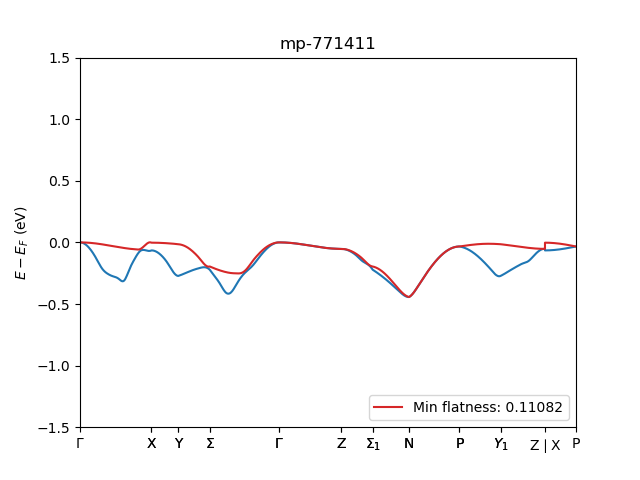 mp-771411
1.5
1.0
0.5
0.0
−0.5
−1.0
−1.5
E − E_F (eV)
Min flatness: 0.11082
Γ X Y Σ Γ Z Σ₁ N P Y₁ Z | X P